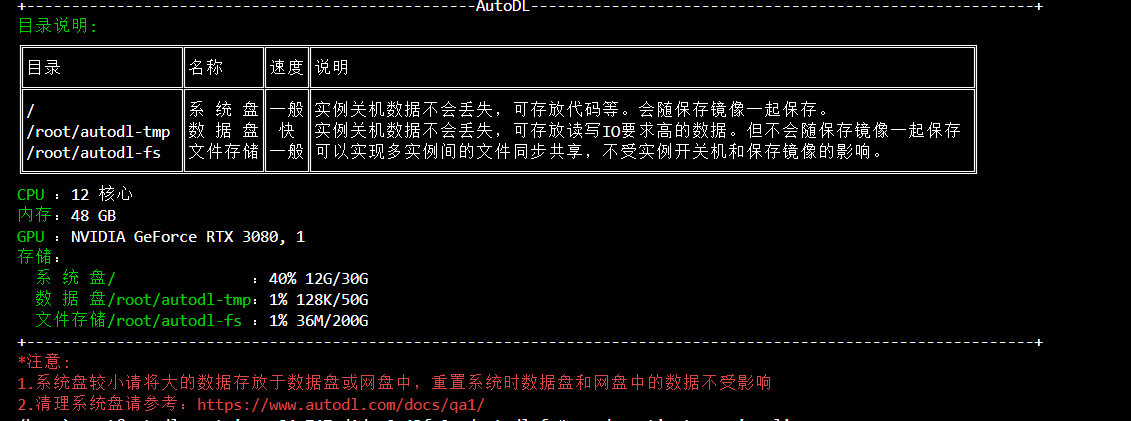 +--------------------------------------------------AutoDL--------------------------------------------------------+
目录说明:
目录 名称 速度 说明
/ 系 统 盘 一般 实例关机数据不会丢失，可存放代码等。会随保存镜像一起保存。
/root/autodl-tmp 数 据 盘 快 实例关机数据不会丢失，可存放读写IO要求高的数据。但不会随保存镜像一起保存
/root/autodl-fs 文件存储 一般 可以实现多实例间的文件同步共享，不受实例开关机和保存镜像的影响。
CPU ：12 核心
内存：48 GB
GPU ：NVIDIA GeForce RTX 3080, 1
存储：
系 统 盘/ ：40% 12G/30G
数 据 盘/root/autodl-tmp：1% 128K/50G
文件存储/root/autodl-fs ：1% 36M/200G
+----------------------------------------------------------------------------------------------------------------+
*注意:
1.系统盘较小请将大的数据存放于数据盘或网盘中，重置系统时数据盘和网盘中的数据不受影响
2.清理系统盘请参考：https://www.autodl.com/docs/qa1/